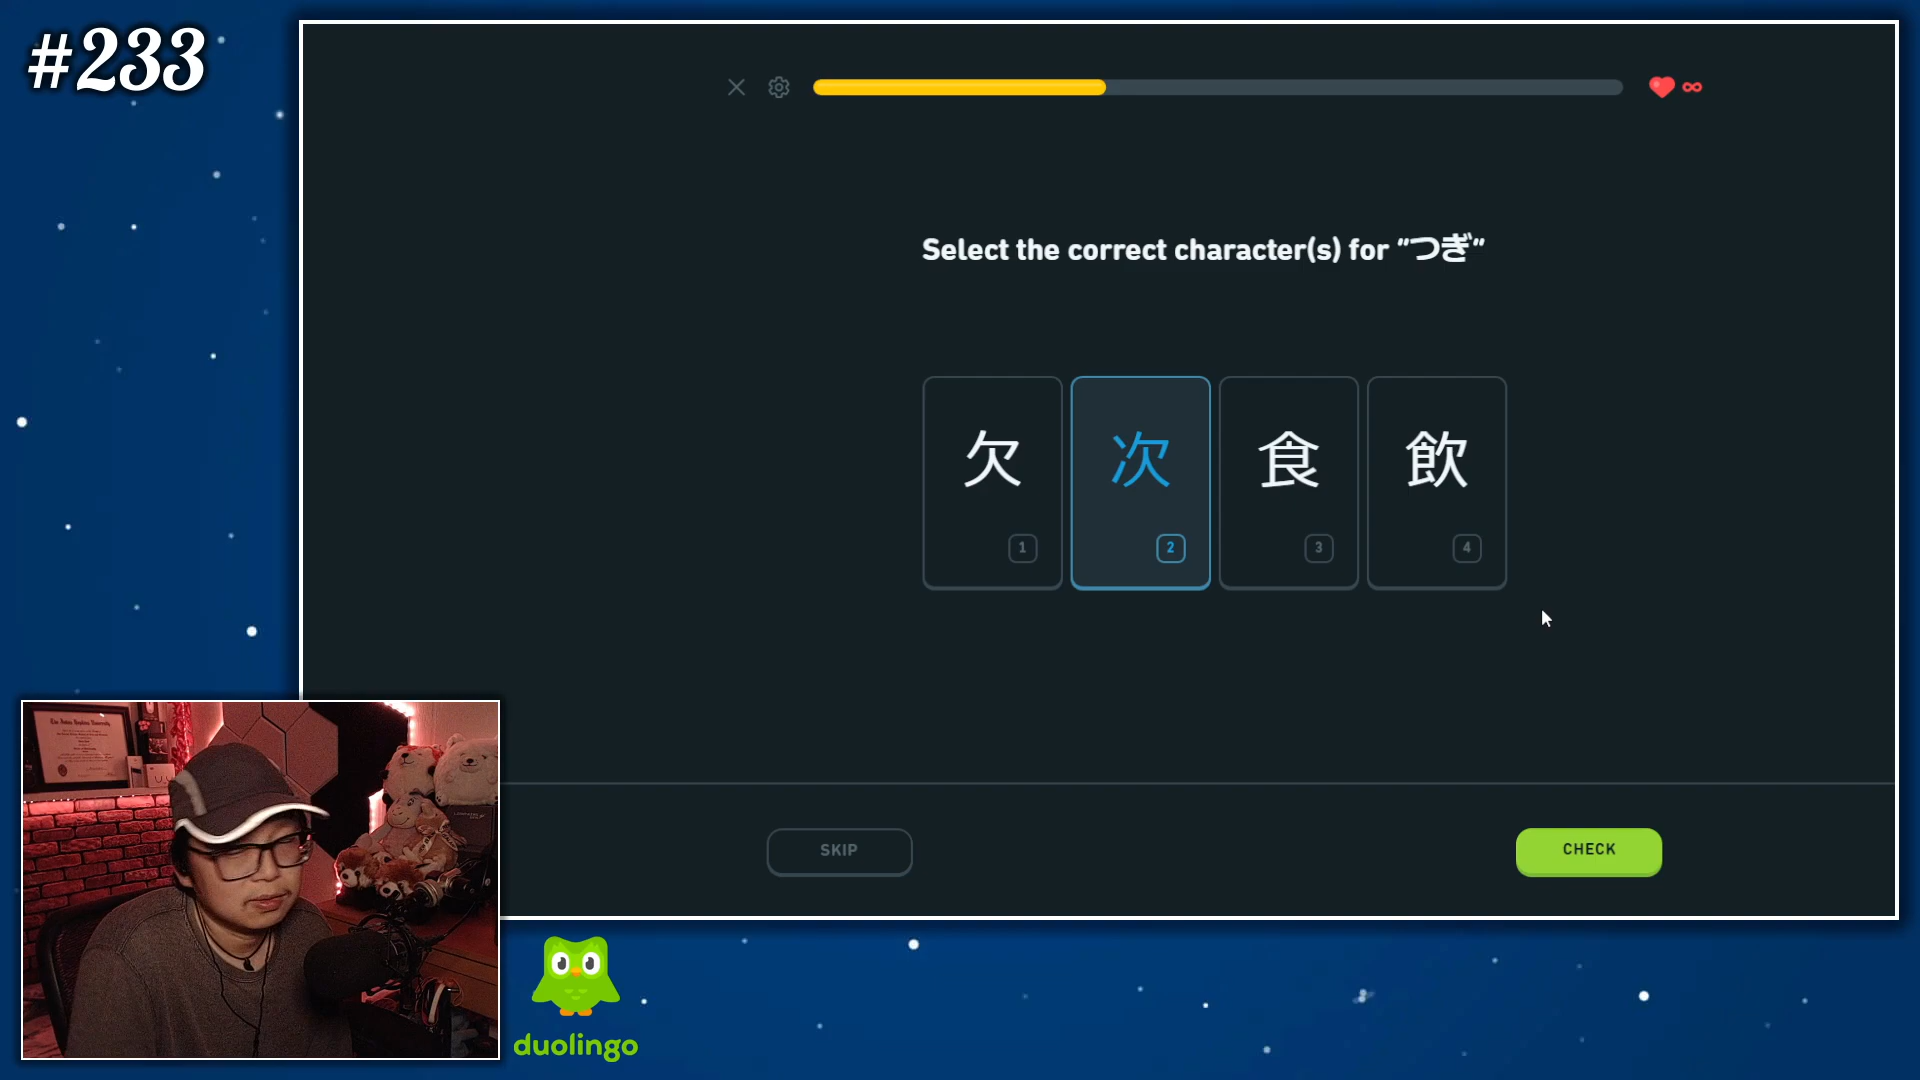 #233
∞
Select the correct character(s) for “つぎ”
欠 次 食 飲
1 2 3 4
SKIP
CHECK
duolingo